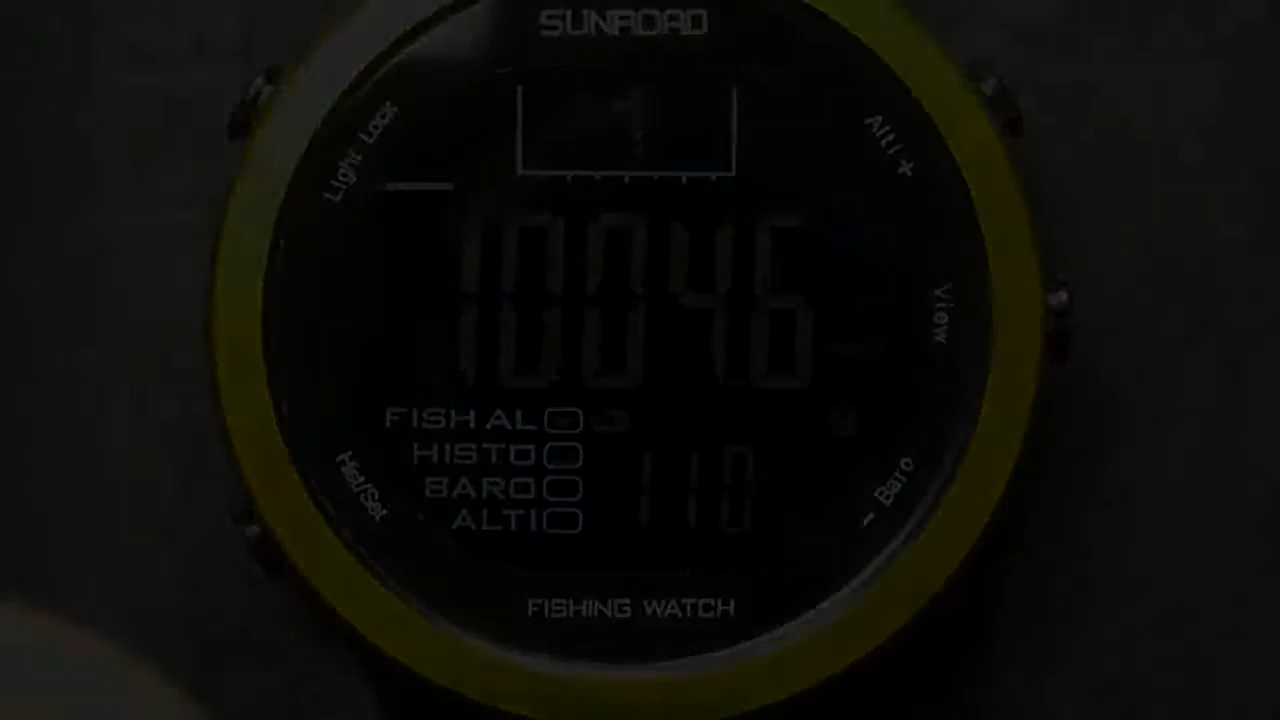 SUNROAD
Light Lock
Alti +
10046
View
FISH AL
HISTO
BARO
ALTI
110
Hist/Set
- Baro
FISHING WATCH